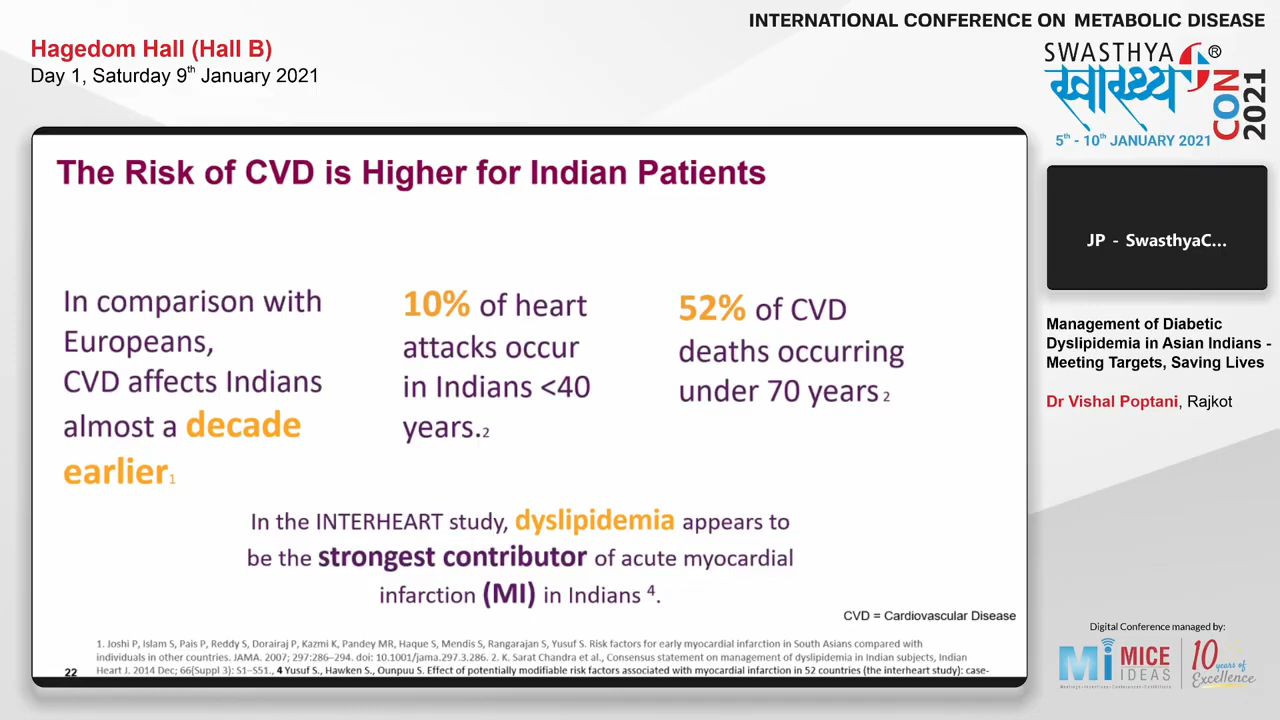 INTERNATIONAL CONFERENCE ON METABOLIC DISEASE
Hagedom Hall (Hall B)
Day 1, Saturday 9th January 2021
SWASTHYA
®
स्वास्थ्य
CON
2021
5th - 10th JANUARY 2021
The Risk of CVD is Higher for Indian Patients
In comparison with
Europeans,
CVD affects Indians
almost a decade
earlier1
10% of heart
attacks occur
in Indians <40
years.2
52% of CVD
deaths occurring
under 70 years2
In the INTERHEART study, dyslipidemia appears to
be the strongest contributor of acute myocardial
infarction (MI) in Indians 4.
CVD = Cardiovascular Disease
1. Joshi P, Islam S, Pais P, Reddy S, Dorairaj P, Kazmi K, Pandey MR, Haque S, Mendis S, Rangarajan S, Yusuf S. Risk factors for early myocardial infarction in South Asians compared with
individuals in other countries. JAMA. 2007; 297:286–294. doi: 10.1001/jama.297.3.286. 2. K. Sarat Chandra et al., Consensus statement on management of dyslipidemia in Indian subjects, Indian
Heart J. 2014 Dec; 66(Suppl 3): S1–S51., 4 Yusuf S., Hawken S., Ounpuu S. Effect of potentially modifiable risk factors associated with myocardial infarction in 52 countries (the interheart study): case-
22
JP - SwasthyaC...
Management of Diabetic
Dyslipidemia in Asian Indians -
Meeting Targets, Saving Lives
Dr Vishal Poptani, Rajkot
Digital Conference managed by:
Mi MICE
IDEAS
Meetings • Incentives • Conferences • Exhibitions
10 years of
Excellence